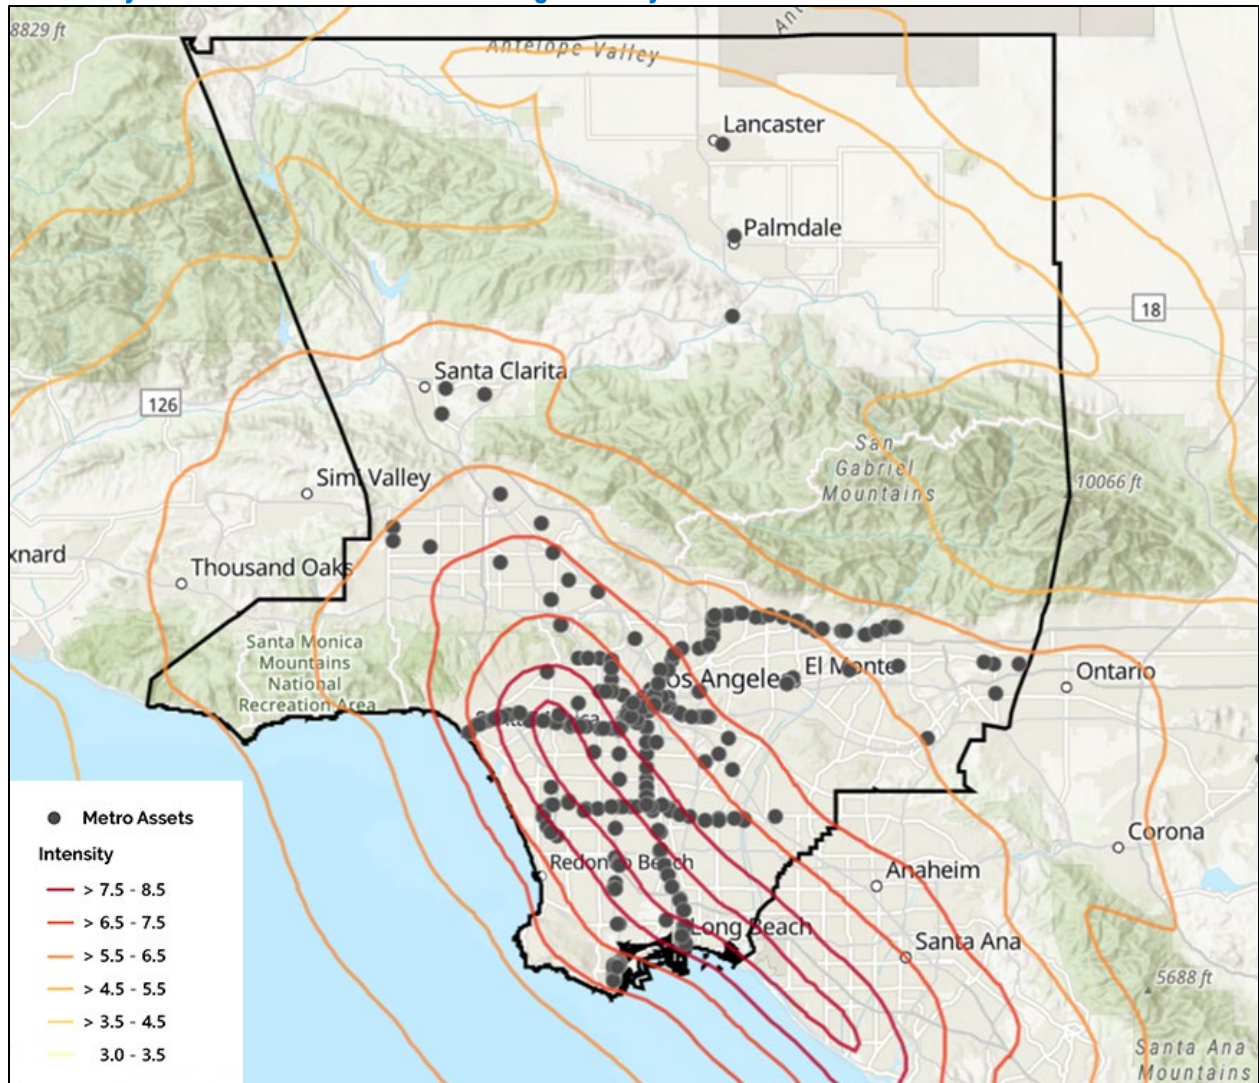 8829 ft
Antelope Valley
Lancaster
Palmdale
18
Santa Clarita
126
San
Gabriel
Mountains
Simi Valley
10066 ft
xnard
Thousand Oaks
Santa Monica
Mountains
National
Recreation Area
El Monte
Los Angeles
Ontario
Metro Assets
Intensity
> 7.5 - 8.5
> 6.5 - 7.5
> 5.5 - 6.5
> 4.5 - 5.5
> 3.5 - 4.5
3.0 - 3.5
Redondo Beach
Corona
Anaheim
Long Beach
Santa Ana
5688 ft
Santa Ana
Mountains